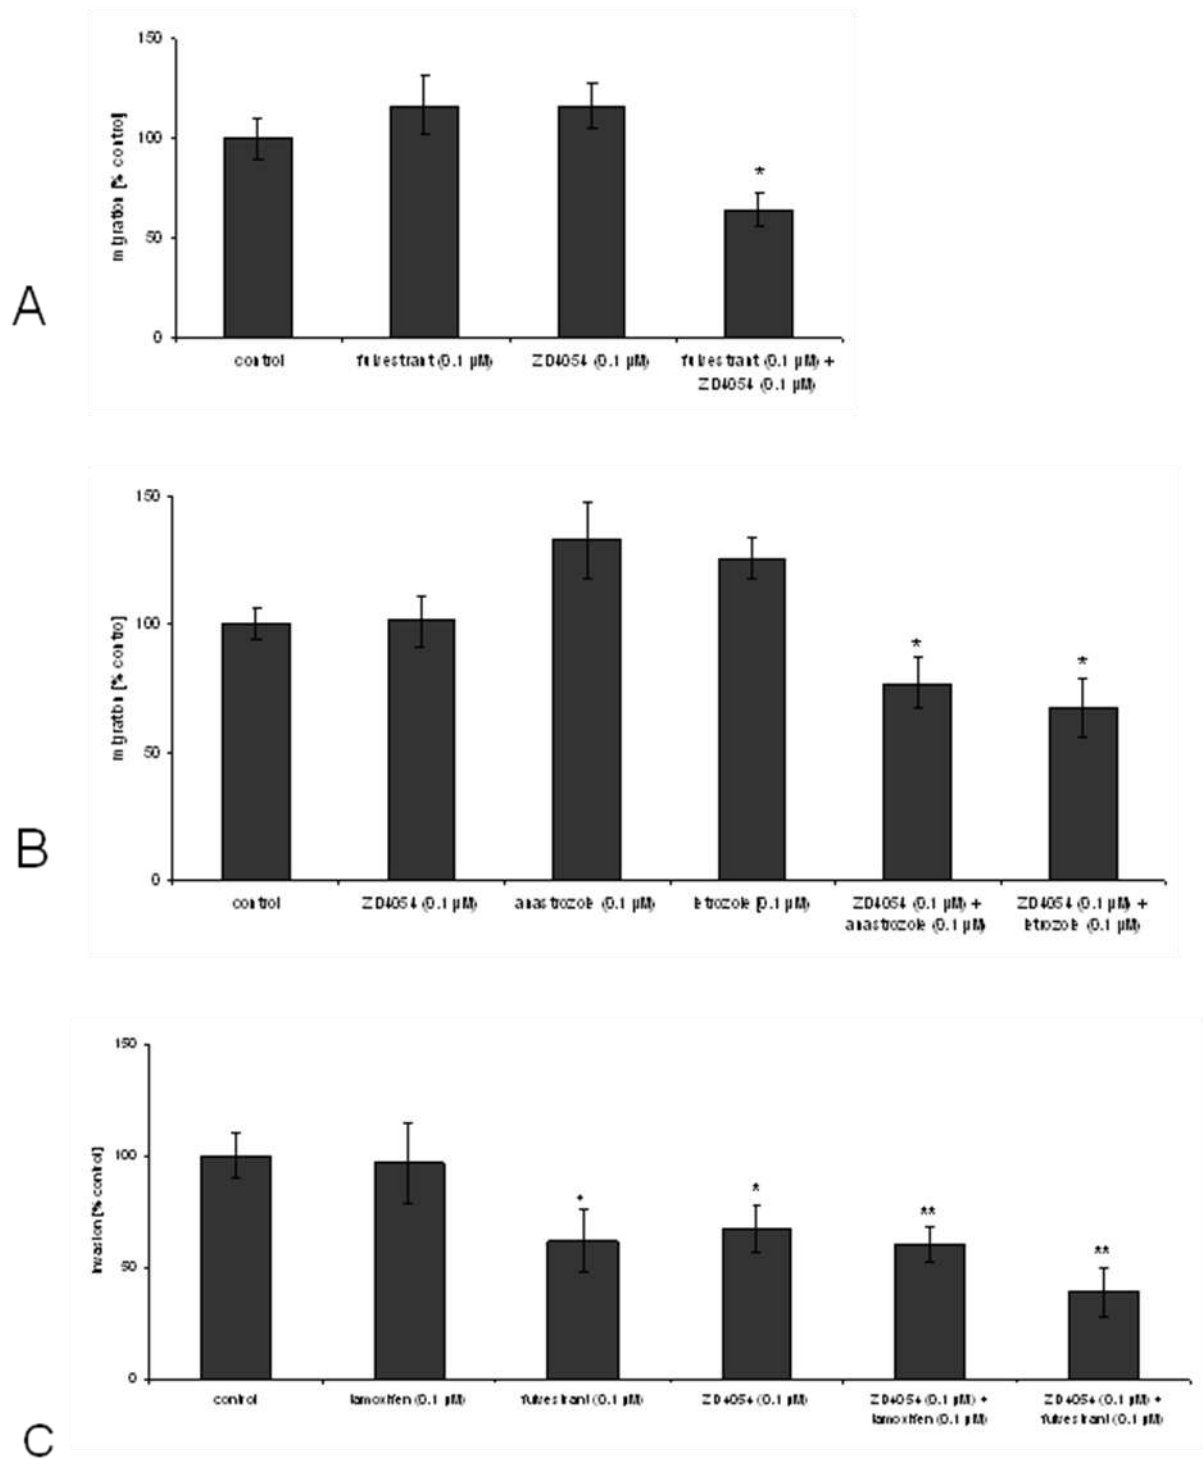 150
100
50
0
migration [% control]
*
control
fulvestrant (0.1 µM)
ZD4054 (0.1 µM)
fulvestrant (0.1 µM) +
ZD4054 (0.1 µM)
A
150
100
50
0
migration [% control]
*
*
control
ZD4054 (0.1 µM)
anastrozole (0.1 µM)
letrozole [0.1 µM)
ZD4054 (0.1 µM) +
anastrozole (0.1 µM)
ZD4054 (0.1 µM) +
letrozole (0.1 µM)
B
150
100
50
0
invasion [% control]
*
*
**
**
control
tamoxifen (0.1 µM)
fulvestrant (0.1 µM)
ZD4054 (0.1 µM)
ZD4054 (0.1 µM) +
tamoxifen (0.1 µM)
ZD4054 (0.1 µM) +
fulvestrant (0.1 µM)
C